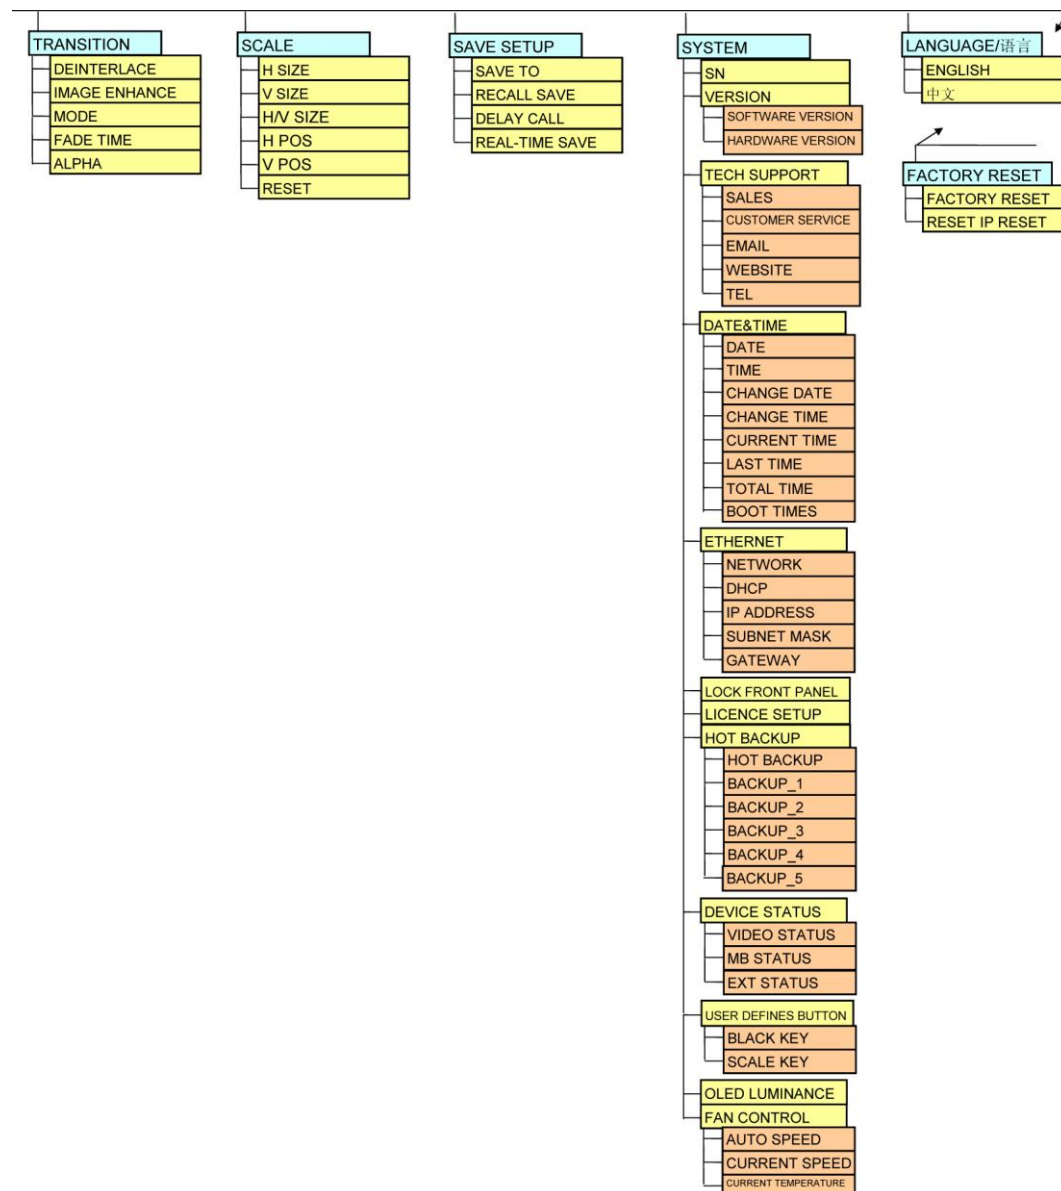 TRANSITION
DEINTERLACE
IMAGE ENHANCE
MODE
FADE TIME
ALPHA
SCALE
H SIZE
V SIZE
H/V SIZE
H POS
V POS
RESET
SAVE SETUP
SAVE TO
RECALL SAVE
DELAY CALL
REAL-TIME SAVE
SYSTEM
SN
VERSION
SOFTWARE VERSION
HARDWARE VERSION
TECH SUPPORT
SALES
CUSTOMER SERVICE
EMAIL
WEBSITE
TEL
DATE&TIME
DATE
TIME
CHANGE DATE
CHANGE TIME
CURRENT TIME
LAST TIME
TOTAL TIME
BOOT TIMES
ETHERNET
NETWORK
DHCP
IP ADDRESS
SUBNET MASK
GATEWAY
LOCK FRONT PANEL
LICENCE SETUP
HOT BACKUP
HOT BACKUP
BACKUP_1
BACKUP_2
BACKUP_3
BACKUP_4
BACKUP_5
DEVICE STATUS
VIDEO STATUS
MB STATUS
EXT STATUS
USER DEFINES BUTTON
BLACK KEY
SCALE KEY
OLED LUMINANCE
FAN CONTROL
AUTO SPEED
CURRENT SPEED
CURRENT TEMPERATURE
LANGUAGE/语言
ENGLISH
中文
FACTORY RESET
FACTORY RESET
RESET IP RESET